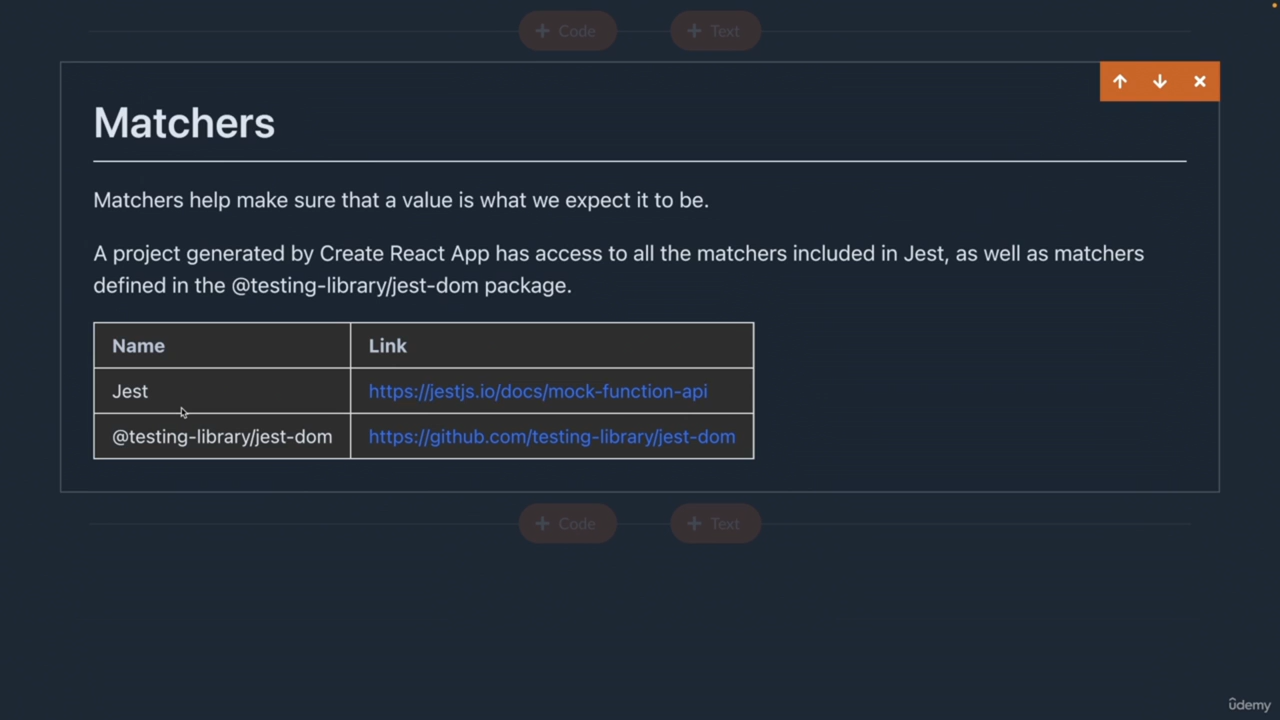 + Code + Text
Matchers
Matchers help make sure that a value is what we expect it to be.
A project generated by Create React App has access to all the matchers included in Jest, as well as matchers
defined in the @testing-library/jest-dom package.
Name Link
Jest https://jestjs.io/docs/mock-function-api
@testing-library/jest-dom https://github.com/testing-library/jest-dom
+ Code + Text
ûdemy